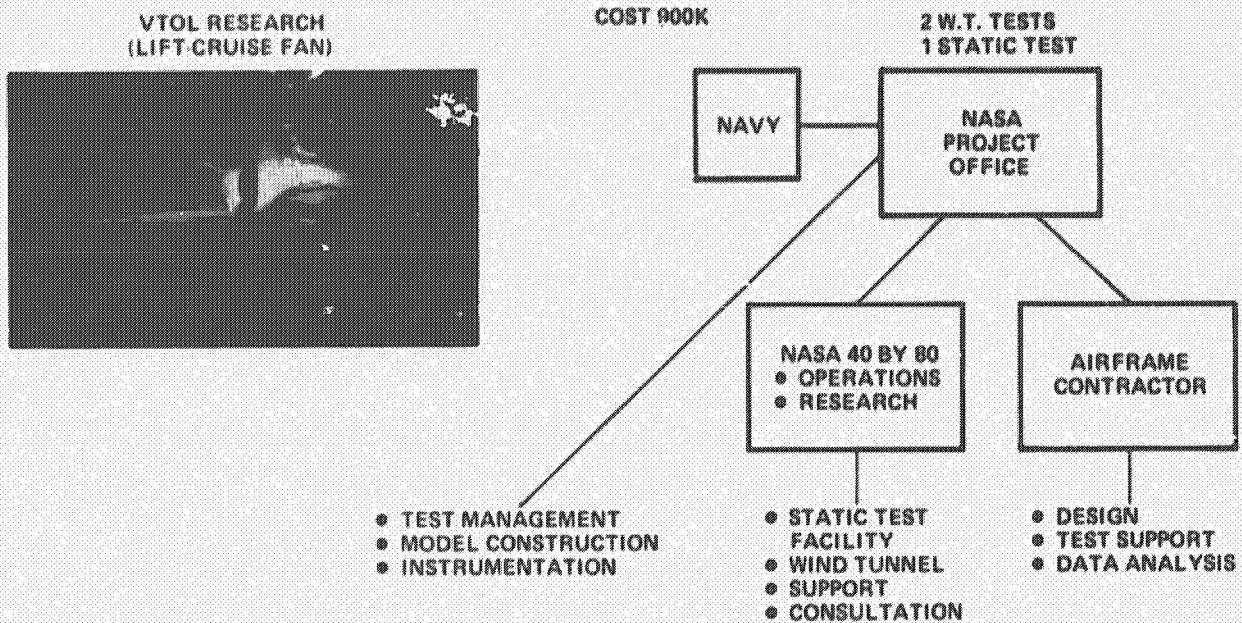 VTOL RESEARCH
(LIFT-CRUISE FAN)
COST 900K
2 W.T. TESTS
1 STATIC TEST
NAVY
NASA
PROJECT
OFFICE
NASA 40 BY 80
● OPERATIONS
● RESEARCH
AIRFRAME
CONTRACTOR
● TEST MANAGEMENT
● MODEL CONSTRUCTION
● INSTRUMENTATION
● STATIC TEST
FACILITY
● WIND TUNNEL
● SUPPORT
● CONSULTATION
● DESIGN
● TEST SUPPORT
● DATA ANALYSIS